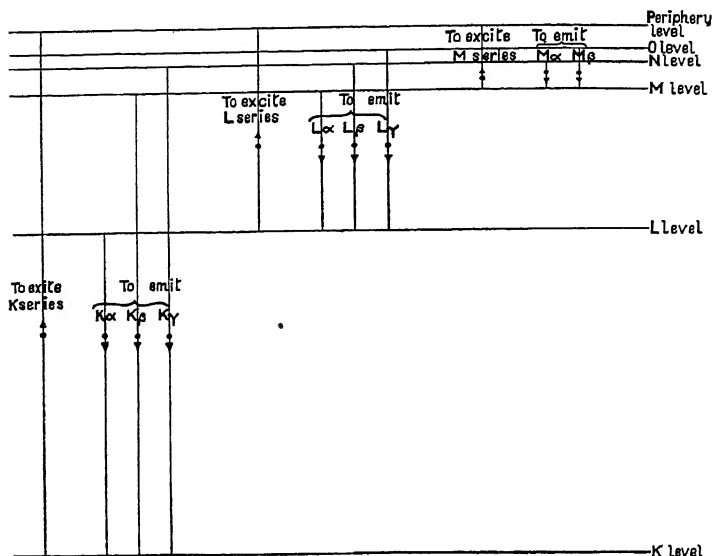 Periphery
level
To excite
M series
To emit
Mα Mβ
O level
N level
M level
To excite
L series
To emit
Lα Lβ Lγ
L level
To exite
K series
To emit
Kα Kβ Kγ
K level